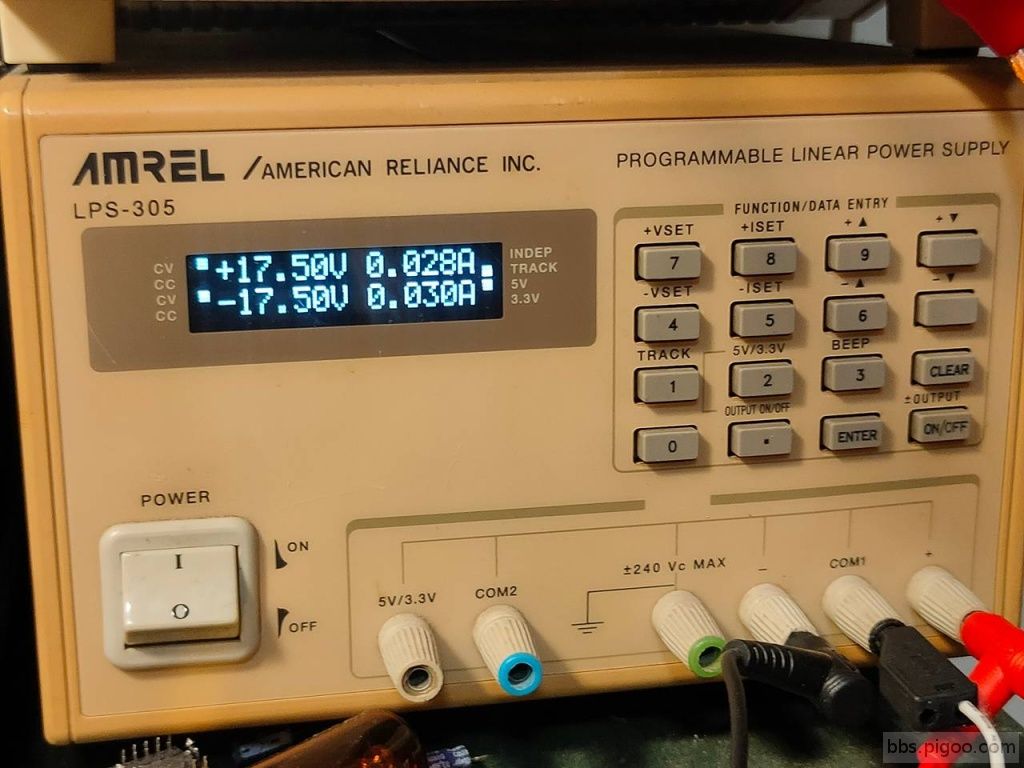 AMREL / AMERICAN RELIANCE INC.
PROGRAMMABLE LINEAR POWER SUPPLY
LPS-305
CV
CC
CV
CC
+17.50V 0.028A
-17.50V 0.030A
INDEP
TRACK
5V
3.3V
FUNCTION/DATA ENTRY
+VSET +ISET +▲ +▼
7 8 9
-VSET -ISET -▲ -▼
4 5 6
TRACK 5V/3.3V BEEP
1 2 3 CLEAR
OUTPUT ON/OFF ±OUTPUT
0 . ENTER ON/OFF
POWER
I
O
ON
OFF
±240 Vc MAX
5V/3.3V COM2 - COM1 +
bbs.pigoo.com